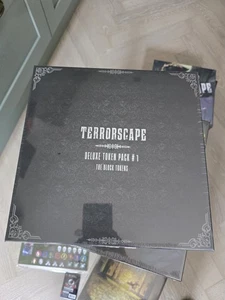 TERRORSCAPE
DELUXE TOKEN PACK #1
THE BLACK TOKENS